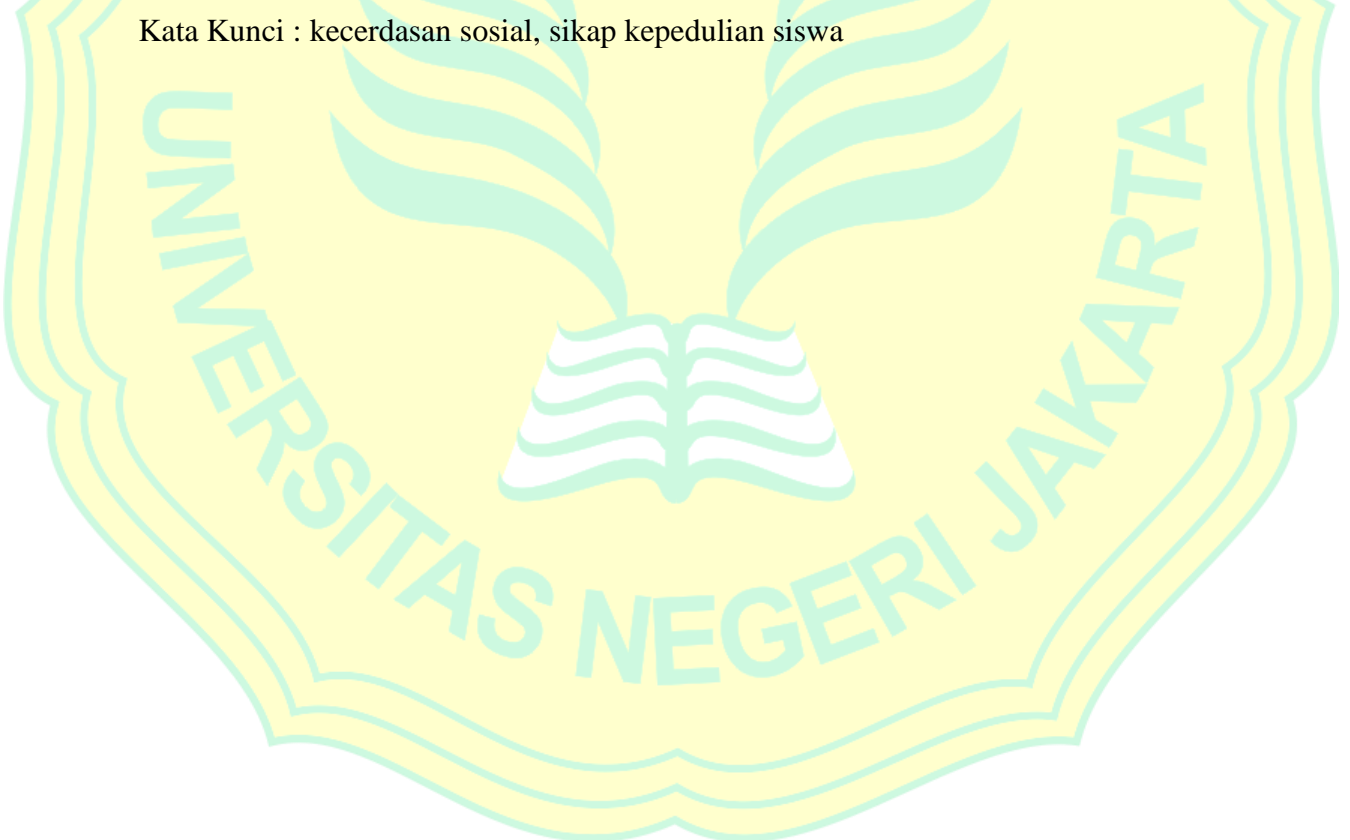 Kata Kunci : kecerdasan sosial, sikap kepedulian siswa
UNIVERSITAS NEGERI JAKARTA